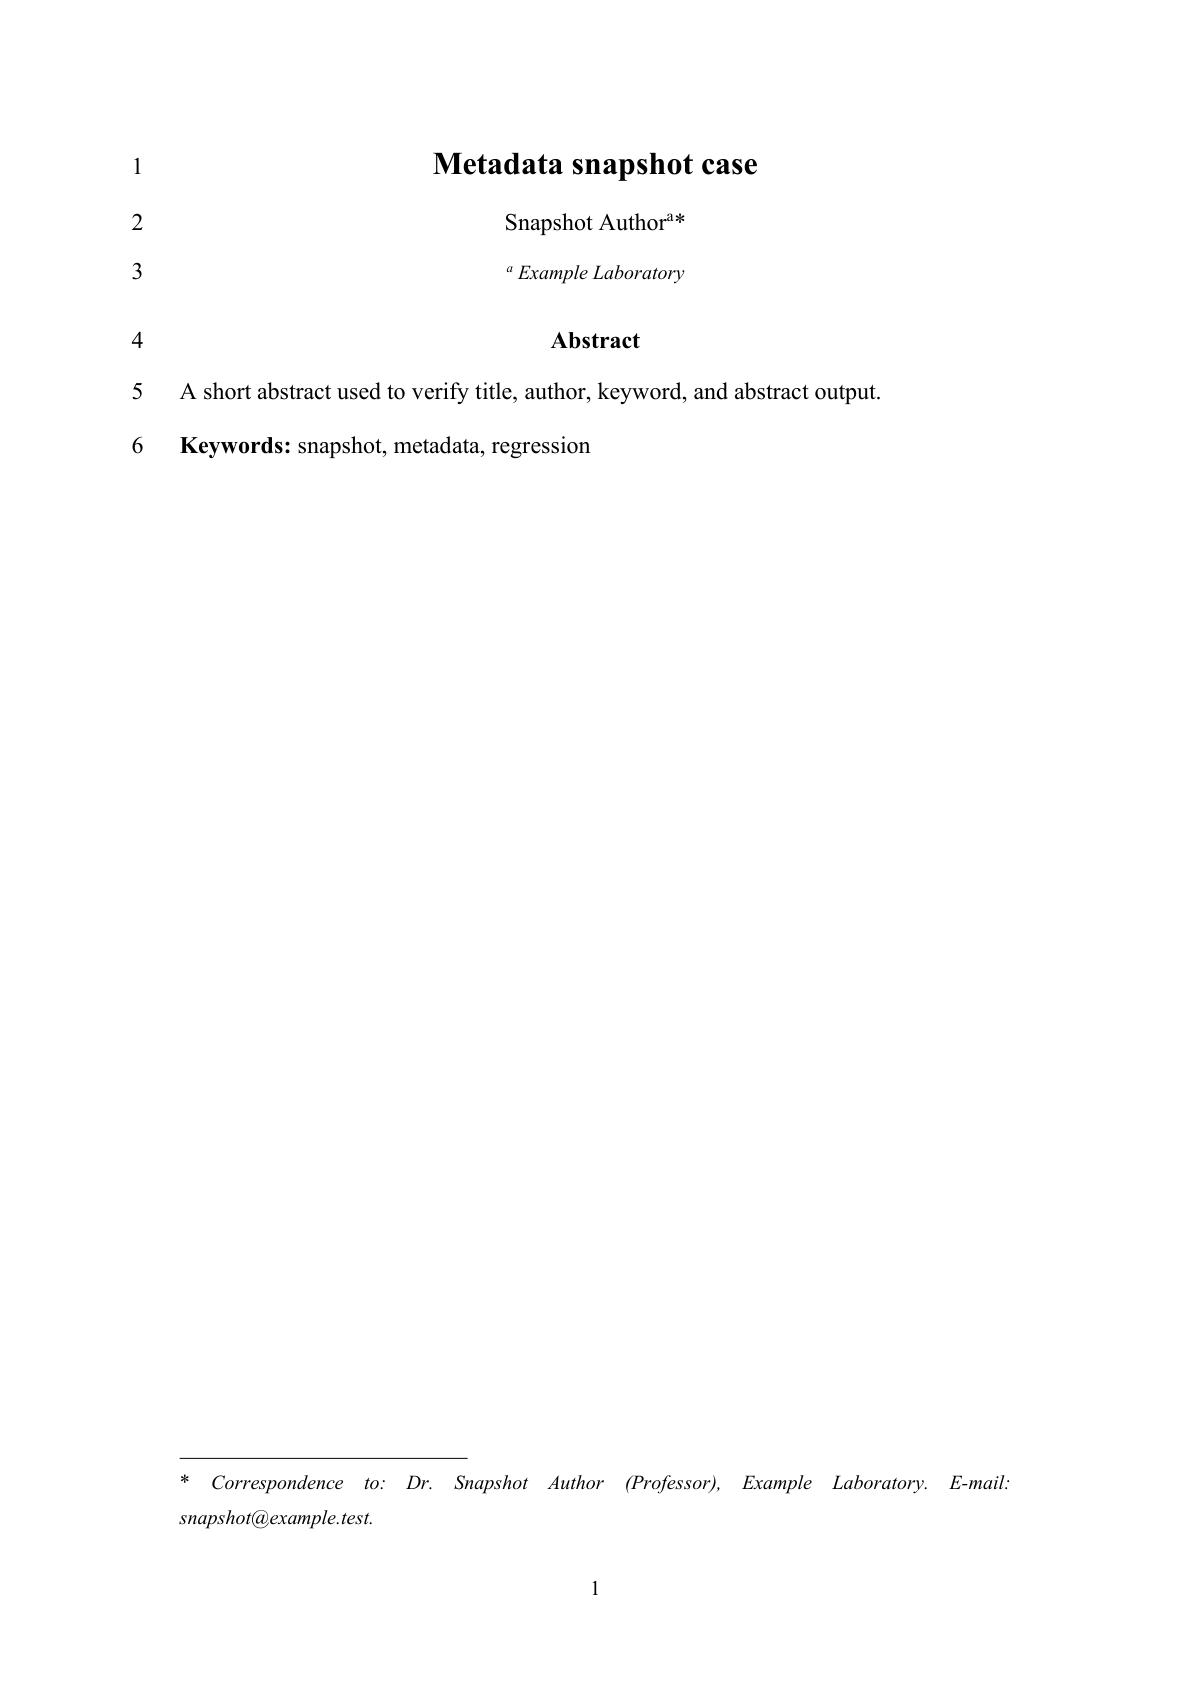 1 Metadata snapshot case
2 Snapshot Authorᵃ*
3 ᵃ Example Laboratory
4 Abstract
5 A short abstract used to verify title, author, keyword, and abstract output.
6 Keywords: snapshot, metadata, regression
* Correspondence to: Dr. Snapshot Author (Professor), Example Laboratory. E-mail:
snapshot@example.test.
1